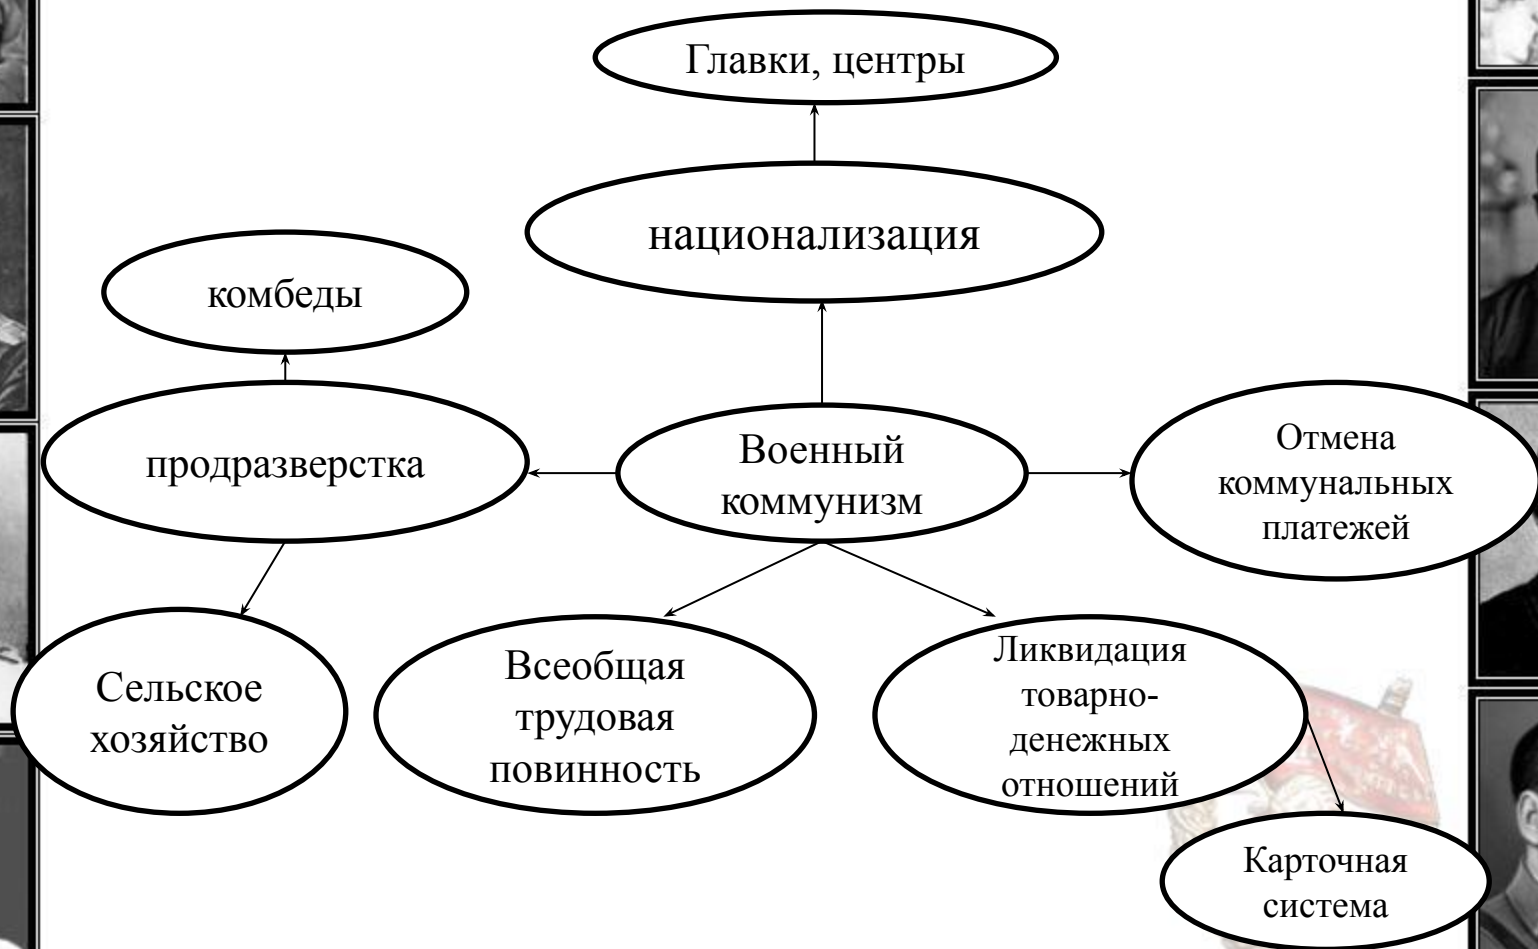 Главки, центры
национализация
комбеды
продразверстка
Военный
коммунизм
Отмена
коммунальных
платежей
Сельское
хозяйство
Всеобщая
трудовая
повинность
Ликвидация
товарно-
денежных
отношений
Карточная
система